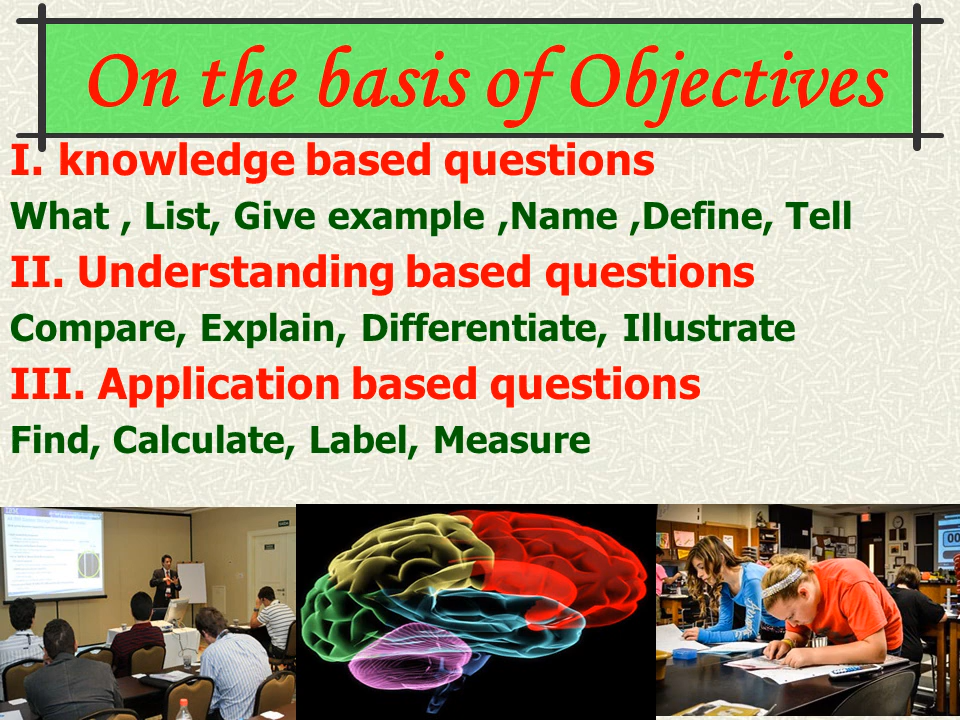 On the basis of Objectives
I. knowledge based questions
What , List, Give example ,Name ,Define, Tell
II. Understanding based questions
Compare, Explain, Differentiate, Illustrate
III. Application based questions
Find, Calculate, Label, Measure